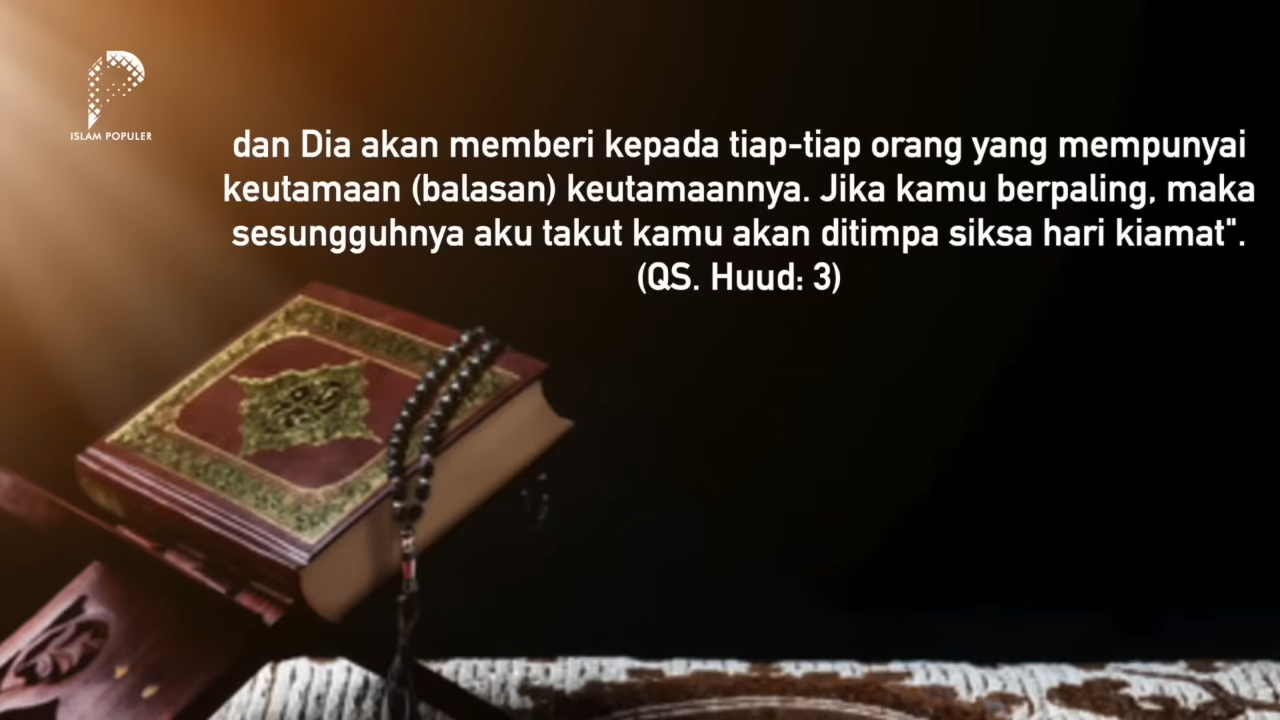 ISLAM POPULER
dan Dia akan memberi kepada tiap-tiap orang yang mempunyai
keutamaan (balasan) keutamaannya. Jika kamu berpaling, maka
sesungguhnya aku takut kamu akan ditimpa siksa hari kiamat".
(QS. Huud: 3)